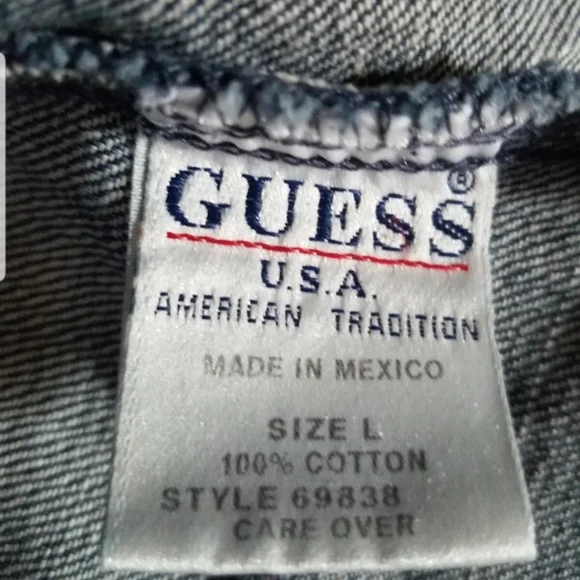 GUESS®
U.S.A.
AMERICAN TRADITION
MADE IN MEXICO
SIZE L
100% COTTON
STYLE 69838
CARE OVER